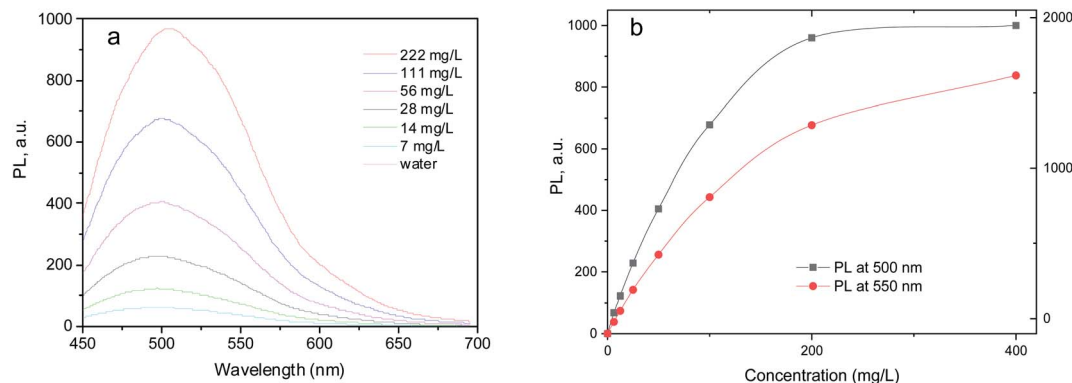 a
222 mg/L
111 mg/L
56 mg/L
28 mg/L
14 mg/L
7 mg/L
water
PL, a.u.
1000
800
600
400
200
0
450 500 550 600 650 700
Wavelength (nm)
b
PL, a.u.
1000
800
600
400
200
0
2000
1000
0
PL at 500 nm
PL at 550 nm
0 200 400
Concentration (mg/L)